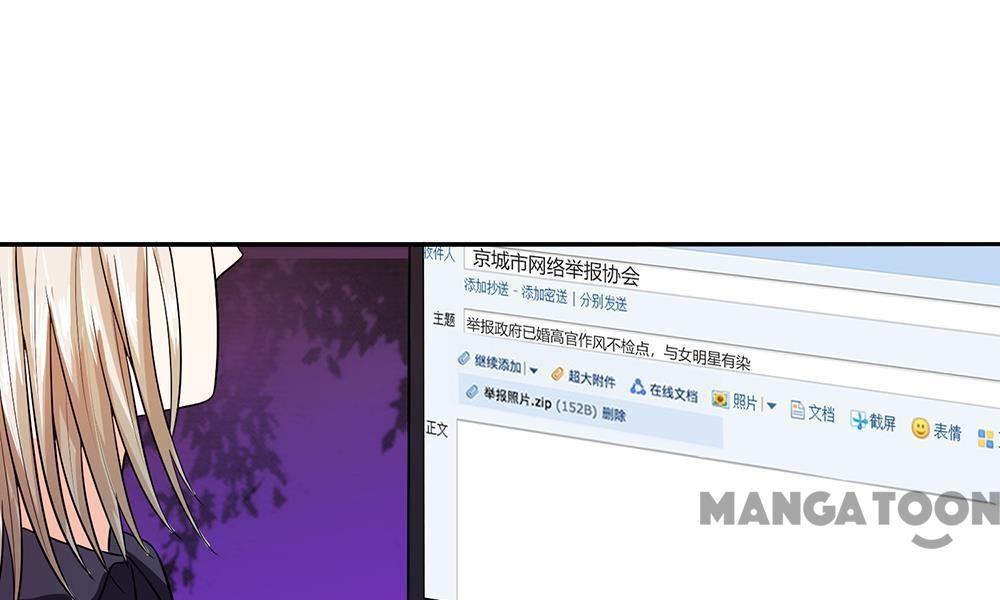 收件人 京城市网络举报协会
添加抄送 - 添加密送 | 分别发送
主题 举报政府已婚高官作风不检点，与女明星有染
继续添加 | 超大附件 在线文档 照片 | 文档 截屏 表情
举报照片.zip (152B) 删除
正文
MANGATOON